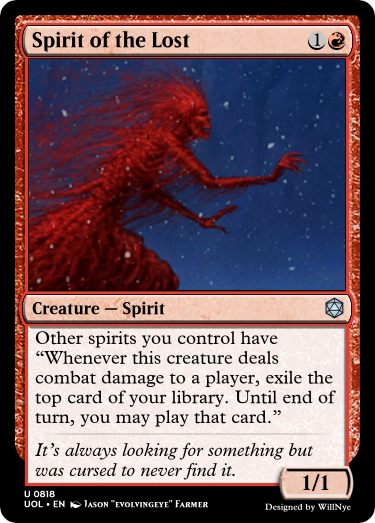 Spirit of the Lost 1
Creature — Spirit
Other spirits you control have
“Whenever this creature deals
combat damage to a player, exile the
top card of your library. Until end of
turn, you may play that card.”
It's always looking for something but
was cursed to never find it.
1/1
U 0818
UOL • EN Jason "evolvingeye" Farmer
Designed by WillNye